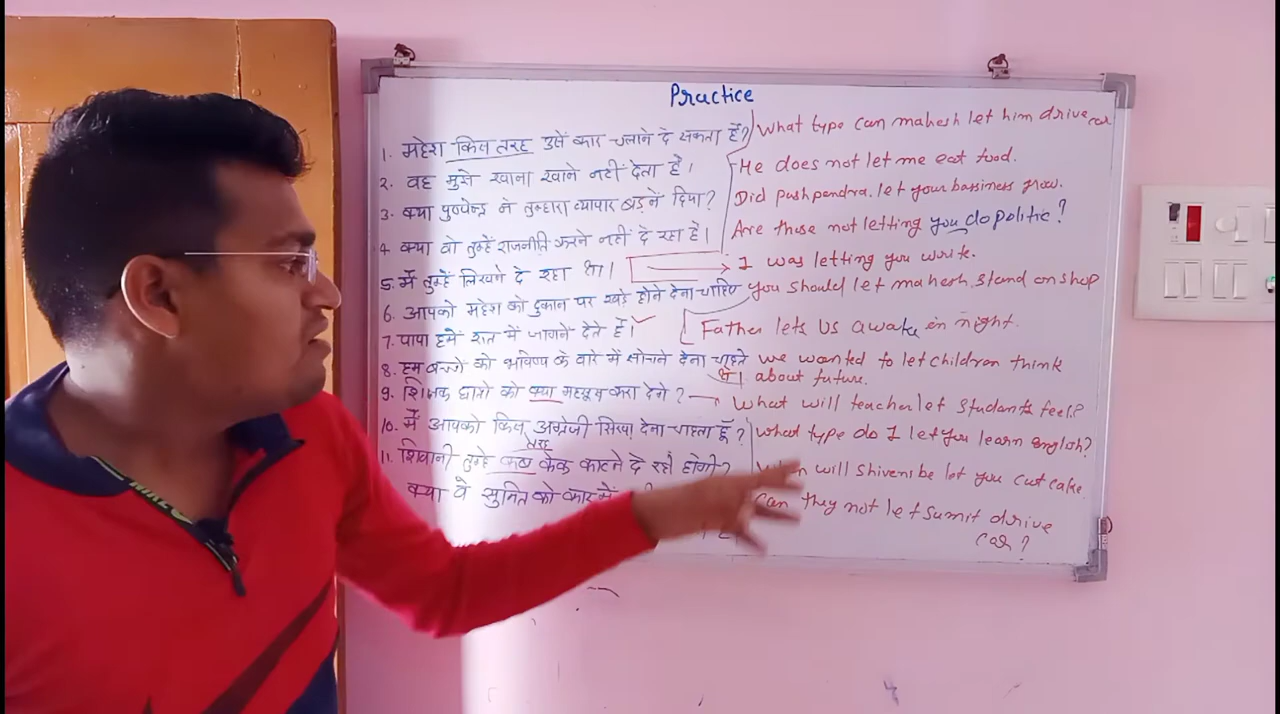 Practice
1. महेश किस तरह उसे कार चलाने दे सकता है? What type can mahesh let him drive car
2. वह मुझे खाना खाने नहीं देता है। He does not let me eat food.
3. क्या पुष्पेन्द्र ने तुम्हारा व्यापार बड़ने दिया? Did pushpendra. let your bassiness grow.
4 क्या वो तुम्हें राजनीति करने नहीं दे रहा है। Are those not letting you do politic?
5. मैं तुम्हें लिखने दे रहा था। I was letting you write.
6. आपको महेश को दुकान पर खड़े होने देना चाहिए you should let mahesh stand on shop
7. पापा हमें रात में जागने देते हैं। Father lets us awake in night.
8. हम बच्चों को भविष्य के बारे में सोचने देना चाहते we wanted to let children think
थे। about future.
9. शिक्षक छात्रों को क्या महसूस करा देगे? What will teacher let students feel?
10. मैं आपको किस अंग्रेजी सिखा देना चाहता हूँ? what type do I let you learn english?
तरह
11. शिवानी तुम्हे कब केक काटने दे रही होगी? When will shivens be let you cut cake.
क्या वे सुमित को कार में Can they not let sumit drive
car?